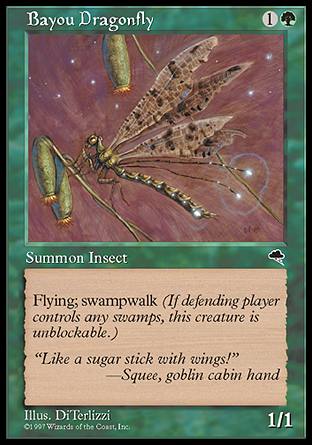 Bayou Dragonfly 1
Summon Insect
Flying; swampwalk (If defending player
controls any swamps, this creature is
unblockable.)
“Like a sugar stick with wings!”
—Squee, goblin cabin hand
Illus. DiTerlizzi
©1997 Wizards of the Coast, Inc.
1/1